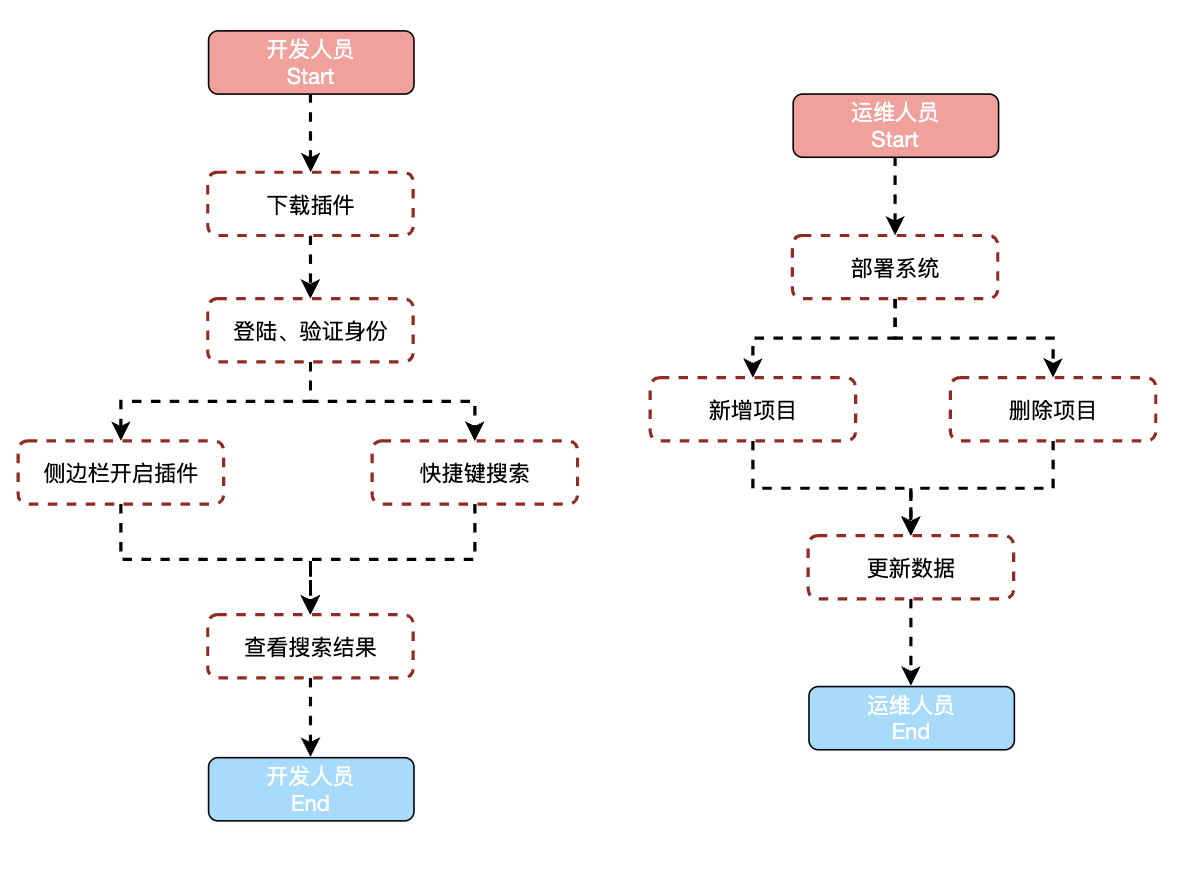 开发人员
Start
下载插件
登陆、验证身份
侧边栏开启插件
快捷键搜索
查看搜索结果
开发人员
End
运维人员
Start
部署系统
新增项目
删除项目
更新数据
运维人员
End